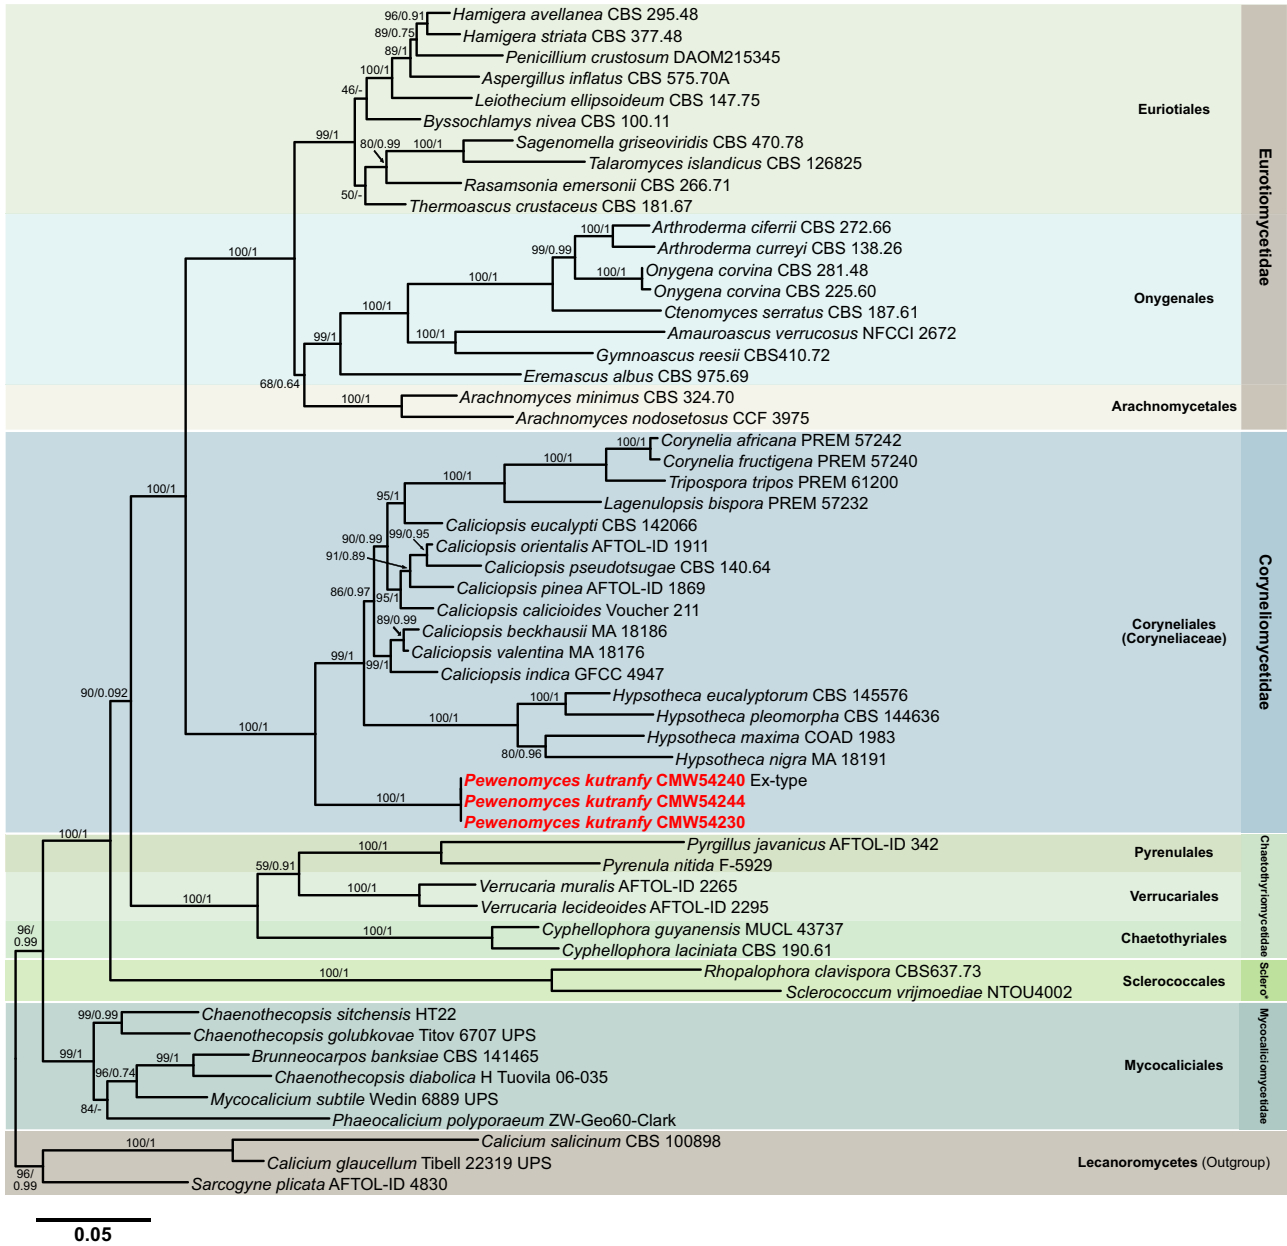 96/0.91
Hamigera avellanea CBS 295.48
89/0.75
Hamigera striata CBS 377.48
89/1
Penicillium crustosum DAOM215345
100/1
Aspergillus inflatus CBS 575.70A
46/-
Leiothecium ellipsoideum CBS 147.75
Euriotiales
Byssochlamys nivea CBS 100.11
99/1
80/0.99
100/1
Sagenomella griseoviridis CBS 470.78
Talaromyces islandicus CBS 126825
Rasamsonia emersonii CBS 266.71
50/-
Thermoascus crustaceus CBS 181.67
Eurotiomycetidae
100/1
Arthroderma ciferrii CBS 272.66
99/0.99
Arthroderma curreyi CBS 138.26
100/1
100/1
Onygena corvina CBS 281.48
100/1
Onygena corvina CBS 225.60
Onygenales
100/1
Ctenomyces serratus CBS 187.61
99/1
100/1
Amauroascus verrucosus NFCCI 2672
Gymnoascus reesii CBS410.72
68/0.64
Eremascus albus CBS 975.69
100/1
Arachnomyces minimus CBS 324.70
Arachnomycetales
Arachnomyces nodosetosus CCF 3975
100/1
Corynelia africana PREM 57242
100/1
Corynelia fructigena PREM 57240
100/1
Tripospora tripos PREM 61200
100/1
95/1
Lagenulopsis bispora PREM 57232
Caliciopsis eucalypti CBS 142066
90/0.99
99/0.95
Caliciopsis orientalis AFTOL-ID 1911
91/0.89
Caliciopsis pseudotsugae CBS 140.64
86/0.97
95/1
Caliciopsis pinea AFTOL-ID 1869
Caliciopsis calicioides Voucher 211
89/0.99
Caliciopsis beckhausii MA 18186
Coryneliales
(Coryneliaceae)
Coryneliomycetidae
99/1
99/1
Caliciopsis valentina MA 18176
Caliciopsis indica GFCC 4947
90/0.092
100/1
Hypsotheca eucalyptorum CBS 145576
100/1
100/1
Hypsotheca pleomorpha CBS 144636
80/0.96
Hypsotheca maxima COAD 1983
Hypsotheca nigra MA 18191
Pewenomyces kutranfy CMW54240 Ex-type
100/1
Pewenomyces kutranfy CMW54244
Pewenomyces kutranfy CMW54230
100/1
100/1
Pyrgillus javanicus AFTOL-ID 342
Pyrenulales
59/0.91
Pyrenula nitida F-5929
100/1
100/1
Verrucaria muralis AFTOL-ID 2265
Verrucariales
Verrucaria lecideoides AFTOL-ID 2295
Chaetothyriomycetidae
96/
0.99
100/1
Cyphellophora guyanensis MUCL 43737
Chaetothyriales
Cyphellophora laciniata CBS 190.61
100/1
Rhopalophora clavispora CBS637.73
Sclerococcales
Sclero*
Sclerococcum vrijmoediae NTOU4002
99/0.99
Chaenothecopsis sitchensis HT22
Chaenothecopsis golubkovae Titov 6707 UPS
99/1
99/1
Brunneocarpos banksiae CBS 141465
Mycocaliciales
96/0.74
Chaenothecopsis diabolica H Tuovila 06-035
84/-
Mycocalicium subtile Wedin 6889 UPS
Phaeocalicium polyporaeum ZW-Geo60-Clark
Mycocaliciomycetidae
100/1
Calicium salicinum CBS 100898
96/
0.99
Calicium glaucellum Tibell 22319 UPS
Lecanoromycetes (Outgroup)
Sarcogyne plicata AFTOL-ID 4830
0.05